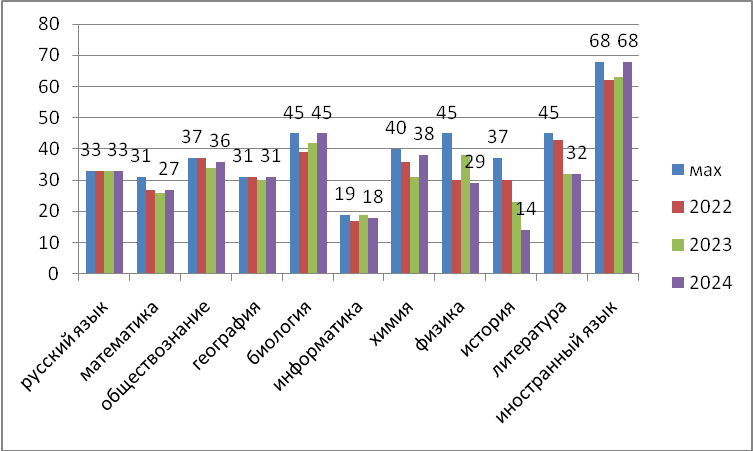 80
70
60
50
40
30
20
10
0
33 33 31 27 37 36 31 31 45 45 19 18 40 38 45 29 37 14 45 32 68 68
русский язык
математика
обществознание
география
биология
информатика
химия
физика
история
литература
иностранный язык
мах
2022
2023
2024